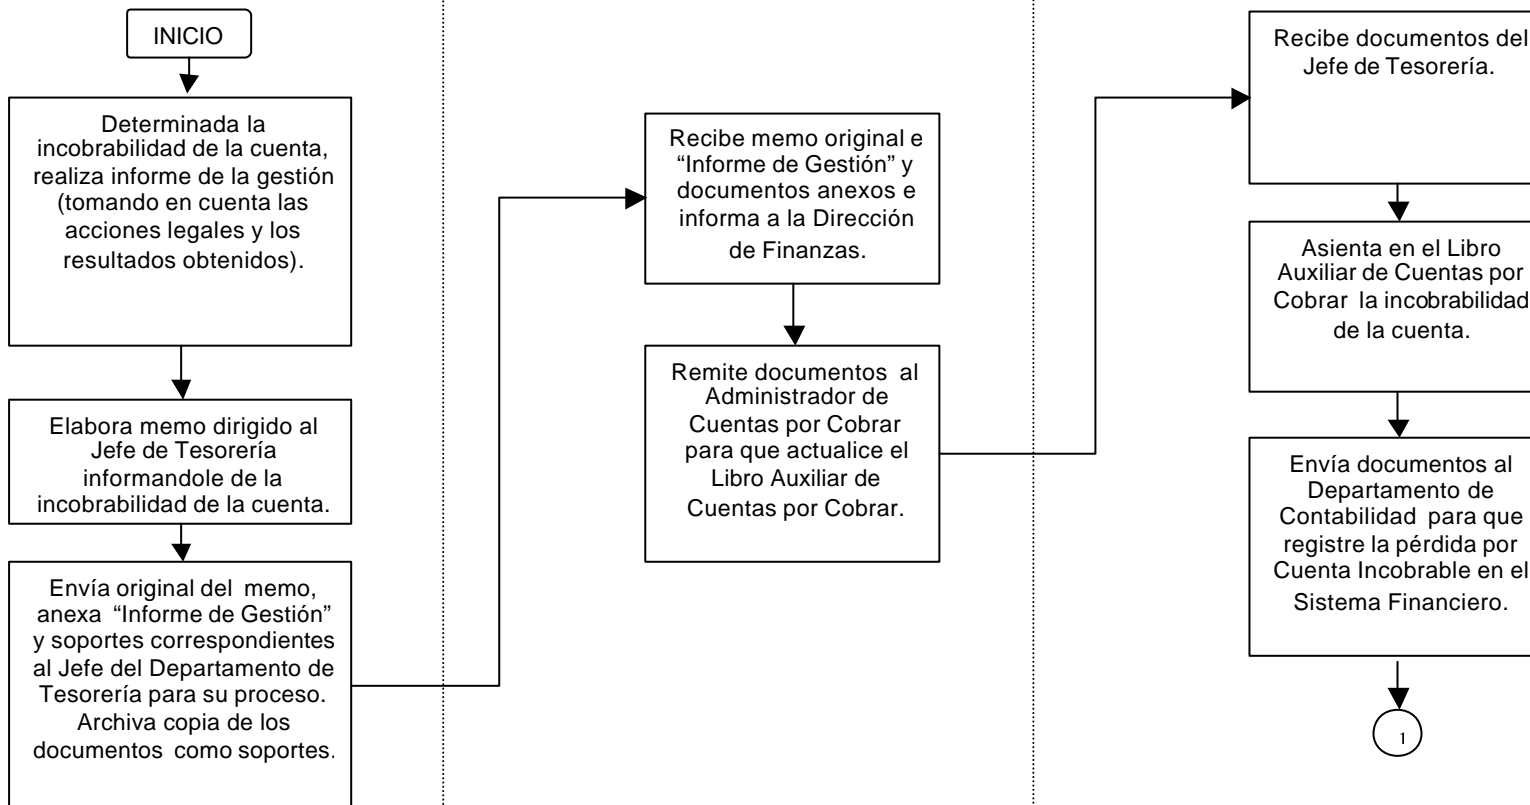 INICIO
Determinada la
incobrabilidad de la cuenta,
realiza informe de la gestión
(tomando en cuenta las
acciones legales y los
resultados obtenidos).
Elabora memo dirigido al
Jefe de Tesorería
informandole de la
incobrabilidad de la cuenta.
Envía original del memo,
anexa “Informe de Gestión”
y soportes correspondientes
al Jefe del Departamento de
Tesorería para su proceso.
Archiva copia de los
documentos como soportes.
Recibe memo original e
“Informe de Gestión” y
documentos anexos e
informa a la Dirección
de Finanzas.
Remite documentos al
Administrador de
Cuentas por Cobrar
para que actualice el
Libro Auxiliar de
Cuentas por Cobrar.
Recibe documentos del
Jefe de Tesorería.
Asienta en el Libro
Auxiliar de Cuentas por
Cobrar la incobrabilidad
de la cuenta.
Envía documentos al
Departamento de
Contabilidad para que
registre la pérdida por
Cuenta Incobrable en el
Sistema Financiero.
1